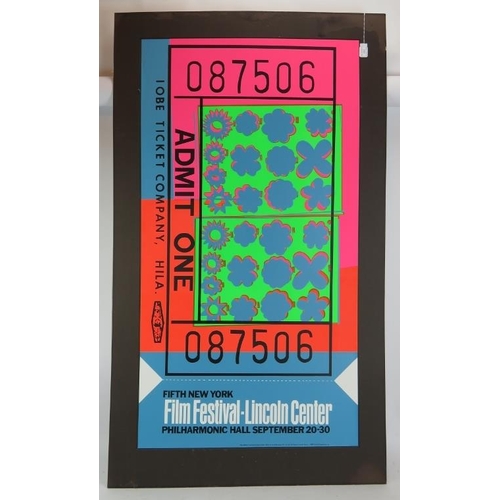 087506
ADMIT ONE
IOBE TICKET COMPANY, HILA.
087506
FIFTH NEW YORK
Film Festival-Lincoln Center
PHILHARMONIC HALL SEPTEMBER 20-30